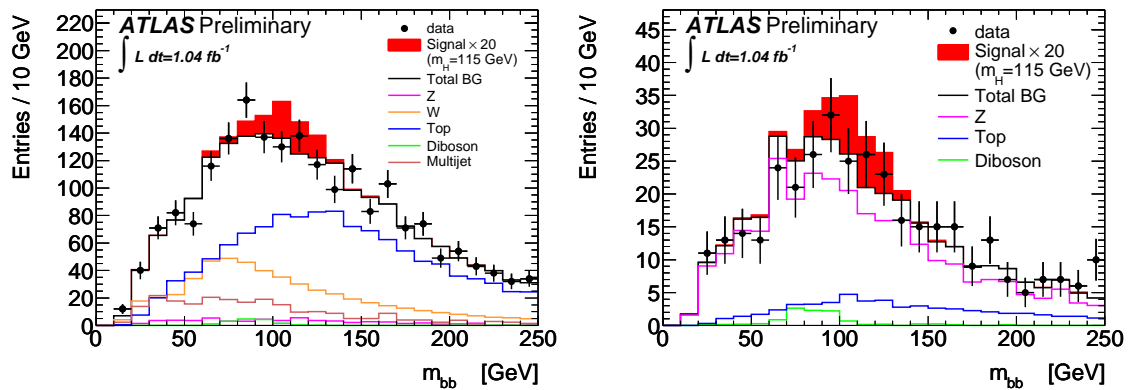 Entries / 10 GeV
220
200
180
160
140
120
100
80
60
40
20
0
ATLAS Preliminary
∫ L dt=1.04 fb⁻¹
data
Signal × 20
(m_H=115 GeV)
Total BG
Z
W
Top
Diboson
Multijet
0 50 100 150 200 250
m_bb [GeV]
Entries / 10 GeV
45
40
35
30
25
20
15
10
5
0
ATLAS Preliminary
∫ L dt=1.04 fb⁻¹
data
Signal × 20
(m_H=115 GeV)
Total BG
Z
Top
Diboson
0 50 100 150 200 250
m_bb [GeV]